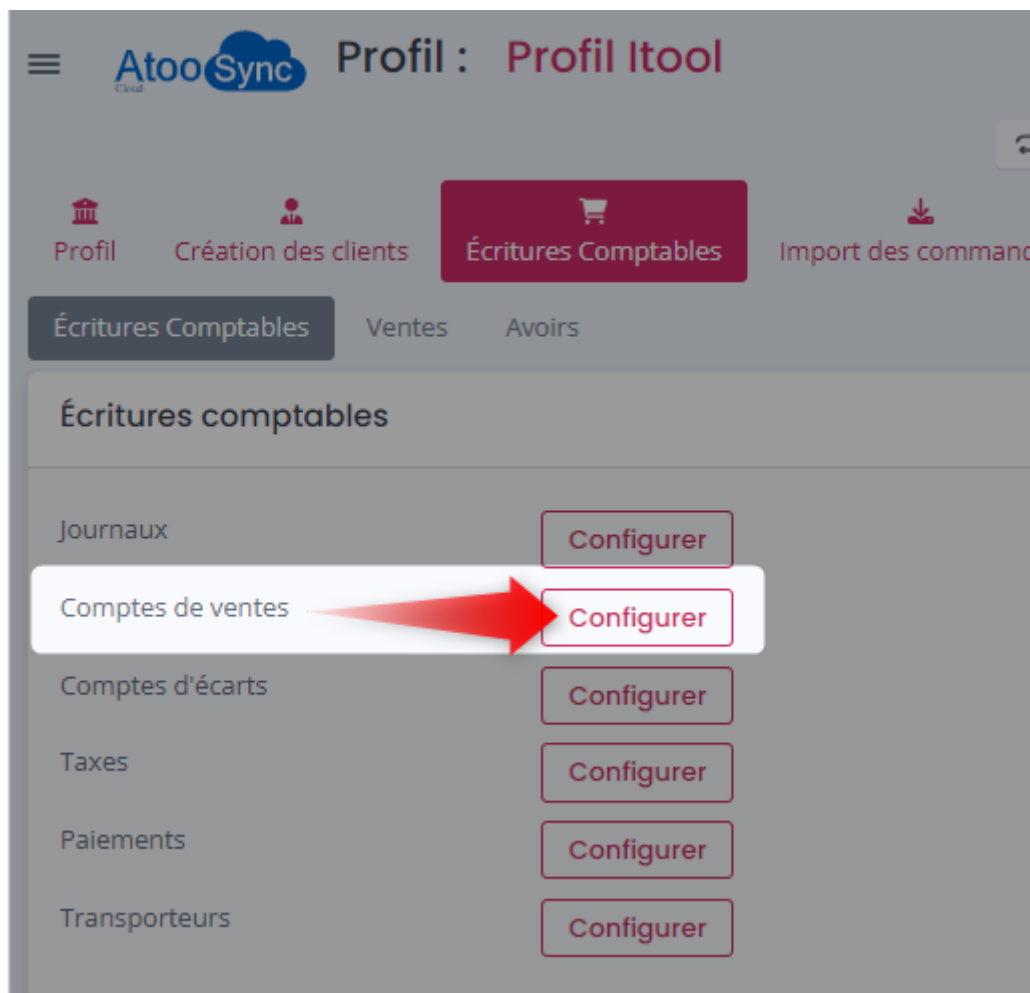 AtooSync
Cloud
Profil : Profil Itool
Profil
Création des clients
Écritures Comptables
Import des command
Écritures Comptables
Ventes
Avoirs
Écritures comptables
Journaux Configurer
Comptes de ventes Configurer
Comptes d'écarts Configurer
Taxes Configurer
Paiements Configurer
Transporteurs Configurer